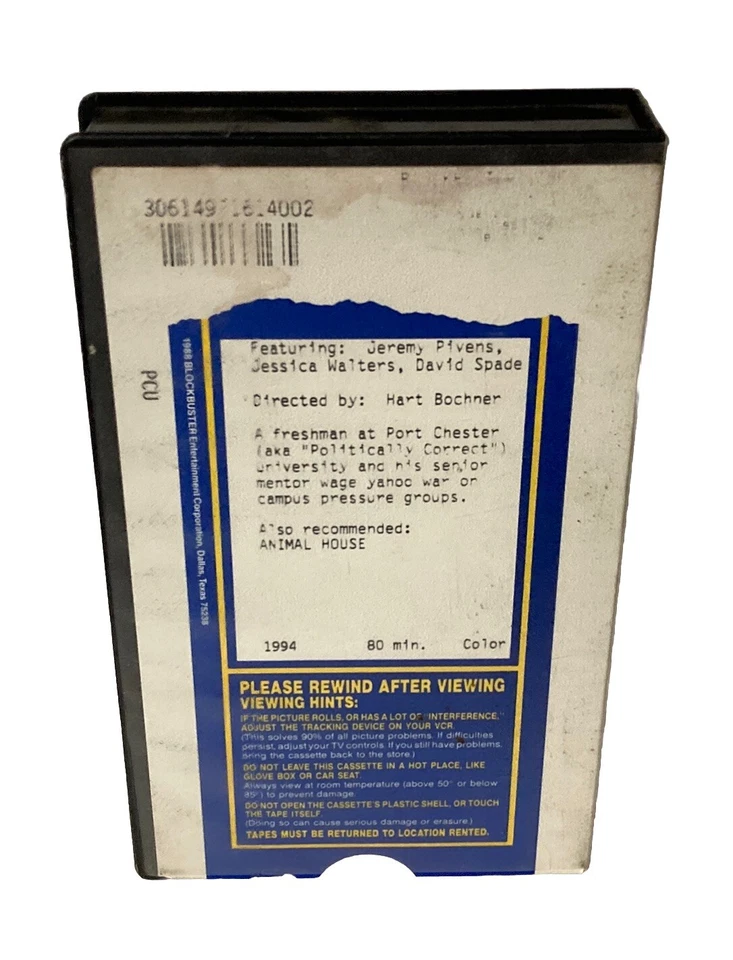 4002
PCU
1988 BLOCKBUSTER Entertainment Corporation, Dallas, Texas 75238
Featuring: Jeremy Pivens,
Jessica Walters, David Spade
Directed by: Hart Bochner
A freshman at Port Chester
(aka "Politically Correct")
university and his senior
mentor wage yahoo war on
campus pressure groups.
Also recommended:
ANIMAL HOUSE
1994 80 min. Color
PLEASE REWIND AFTER VIEWING
VIEWING HINTS:
IF THE PICTURE ROLLS, OR HAS A LOT OF "INTERFERENCE,"
ADJUST THE TRACKING DEVICE ON YOUR VCR.
(This solves 90% of all picture problems. If difficulties
persist, adjust your TV controls. If you still have problems,
bring the cassette back to the store.)
DO NOT LEAVE THIS CASSETTE IN A HOT PLACE, LIKE
GLOVE BOX OR CAR SEAT.
Always view at room temperature (above 50° or below
85°) to prevent damage.
DO NOT OPEN THE CASSETTE'S PLASTIC SHELL, OR TOUCH
THE TAPE ITSELF.
(Doing so can cause serious damage or erasure.)
TAPES MUST BE RETURNED TO LOCATION RENTED.